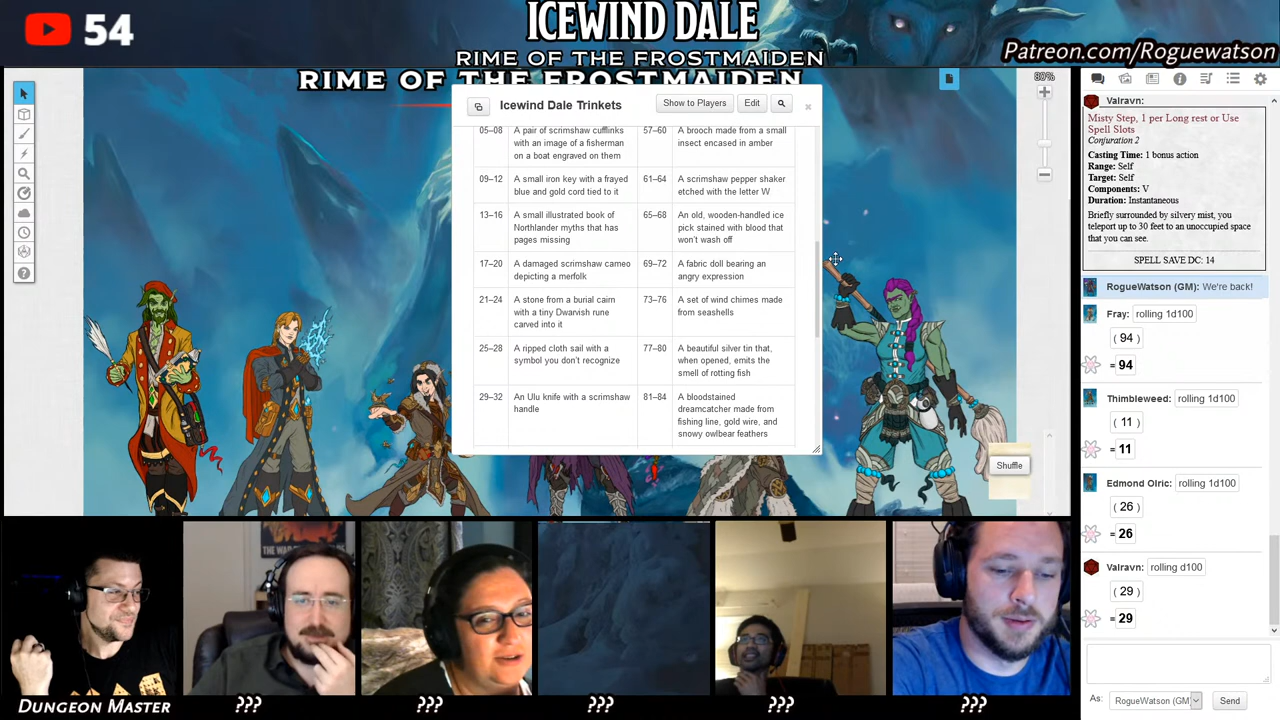 54
ICEWIND DALE
RIME OF THE FROSTMAIDEN
Patreon.com/Roguewatson
RIME OF THE FROSTMAIDEN
80%
Icewind Dale Trinkets
Show to Players
Edit
05–08 A pair of scrimshaw cufflinks with an image of a fisherman on a boat engraved on them
57–60 A brooch made from a small insect encased in amber
09–12 A small iron key with a frayed blue and gold cord tied to it
61–64 A scrimshaw pepper shaker etched with the letter W
13–16 A small illustrated book of Northlander myths that has pages missing
65–68 An old, wooden-handled ice pick stained with blood that won't wash off
17–20 A damaged scrimshaw cameo depicting a merfolk
69–72 A fabric doll bearing an angry expression
21–24 A stone from a burial cairn with a tiny Dwarvish rune carved into it
73–76 A set of wind chimes made from seashells
25–28 A ripped cloth sail with a symbol you don't recognize
77–80 A beautiful silver tin that, when opened, emits the smell of rotting fish
29–32 An Ulu knife with a scrimshaw handle
81–84 A bloodstained dreamcatcher made from fishing line, gold wire, and snowy owlbear feathers
Shuffle
Valravn:
Misty Step, 1 per Long rest or Use
Spell Slots
Conjuration 2
Casting Time: 1 bonus action
Range: Self
Target: Self
Components: V
Duration: Instantaneous
Briefly surrounded by silvery mist, you
teleport up to 30 feet to an unoccupied space
that you can see.
SPELL SAVE DC: 14
RogueWatson (GM): We're back!
Fray: rolling 1d100
( 94 )
= 94
Thimbleweed: rolling 1d100
( 11 )
= 11
Edmond Olric: rolling 1d100
( 26 )
= 26
Valravn: rolling d100
( 29 )
= 29
As: RogueWatson (GM) Send
DUNGEON MASTER
???
???
???
???
???